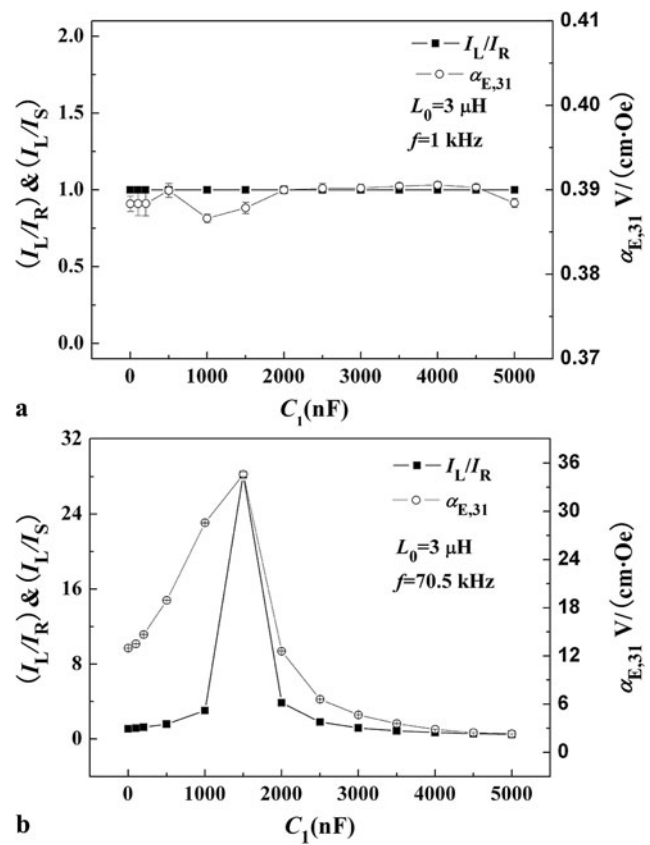 2.0
1.5
1.0
0.5
0.0
(I_L/I_R) & (I_L/I_S)
I_L/I_R
α_E,31
L_0=3 μH
f=1 kHz
0.41
0.40
0.39
0.38
0.37
α_E,31 V/(cm·Oe)
0 1000 2000 3000 4000 5000
a
C_1(nF)
32
28
24
16
8
0
(I_L/I_R) & (I_L/I_S)
I_L/I_R
α_E,31
L_0=3 μH
f=70.5 kHz
36
30
24
18
12
6
0
α_E,31 V/(cm·Oe)
0 1000 2000 3000 4000 5000
b
C_1(nF)